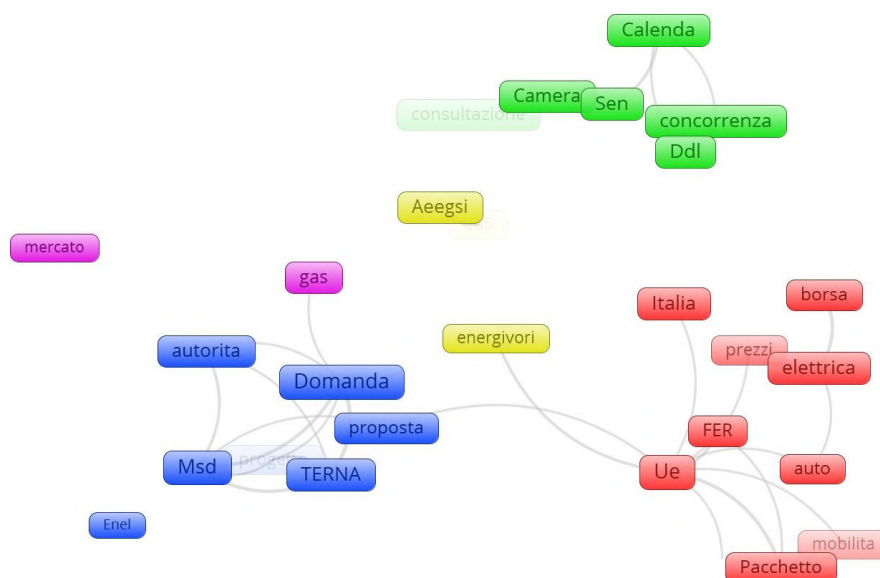 Calenda
Camera
Sen
consultazione
concorrenza
Ddl
Aeegsi
mercato
gas
Italia
borsa
energivori
autorita
prezzi
elettrica
Domanda
proposta
FER
Msd
TERNA
Ue
auto
Enel
mobilita
Pacchetto